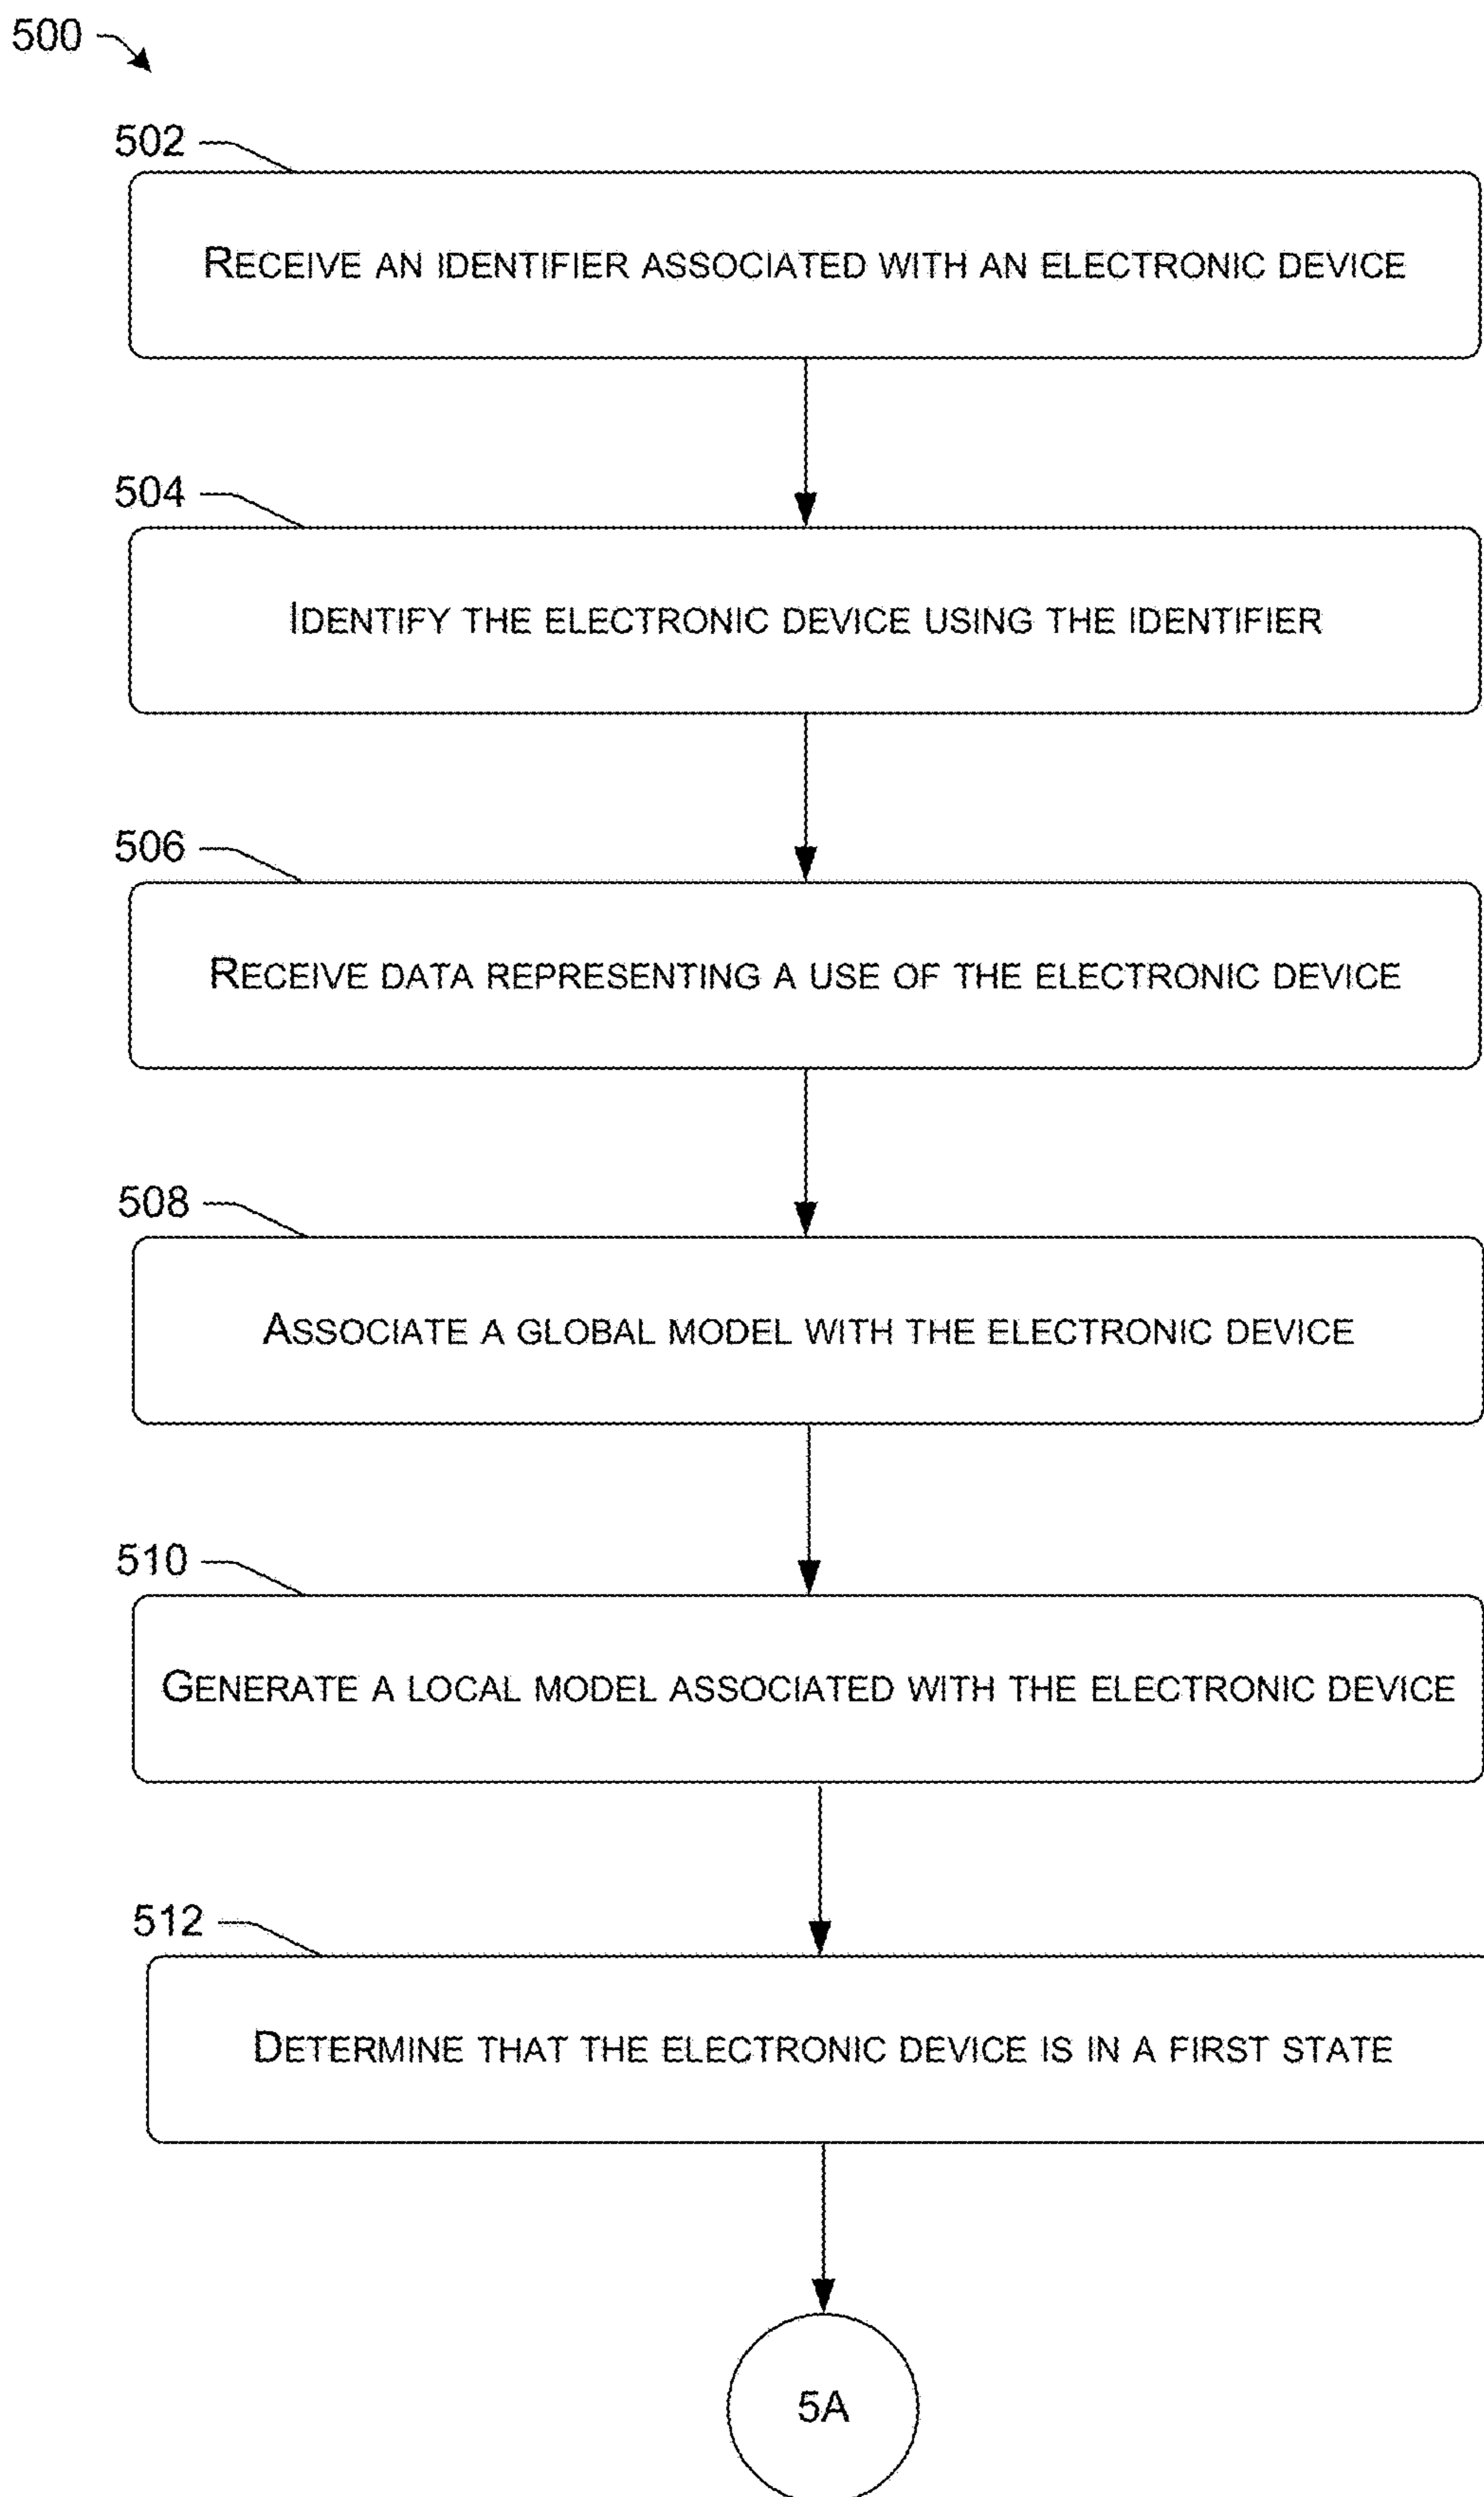 500
502
RECEIVE AN IDENTIFIER ASSOCIATED WITH AN ELECTRONIC DEVICE
504
IDENTIFY THE ELECTRONIC DEVICE USING THE IDENTIFIER
506
RECEIVE DATA REPRESENTING A USE OF THE ELECTRONIC DEVICE
508
ASSOCIATE A GLOBAL MODEL WITH THE ELECTRONIC DEVICE
510
GENERATE A LOCAL MODEL ASSOCIATED WITH THE ELECTRONIC DEVICE
512
DETERMINE THAT THE ELECTRONIC DEVICE IS IN A FIRST STATE
5A